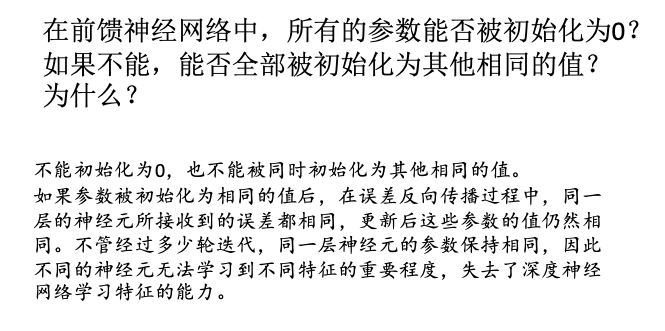 在前馈神经网络中，所有的参数能否被初始化为0？
如果不能，能否全部被初始化为其他相同的值？
为什么？
不能初始化为0，也不能被同时初始化为其他相同的值。
如果参数被初始化为相同的值后，在误差反向传播过程中，同一
层的神经元所接收到的误差都相同，更新后这些参数的值仍然相
同。不管经过多少轮迭代，同一层神经元的参数保持相同，因此
不同的神经元无法学习到不同特征的重要程度，失去了深度神经
网络学习特征的能力。